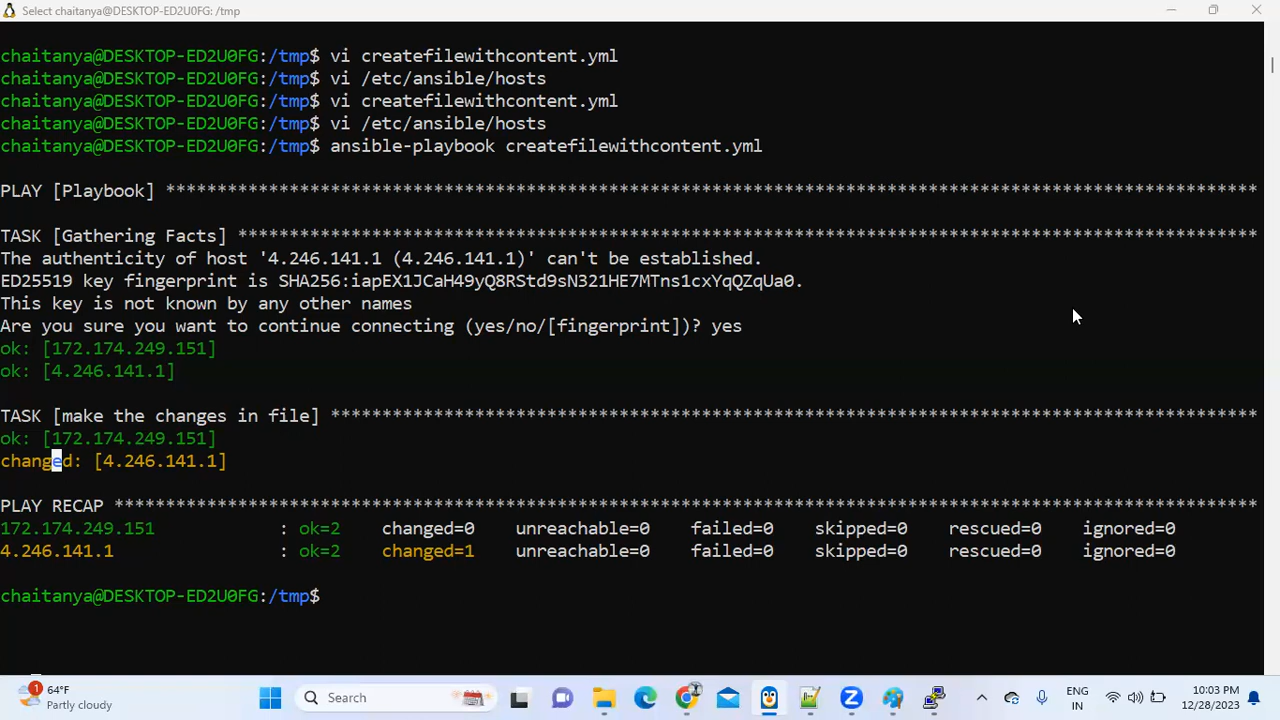 Select chaitanya@DESKTOP-ED2U0FG: /tmp
chaitanya@DESKTOP-ED2U0FG:/tmp$ vi createfilewithcontent.yml
chaitanya@DESKTOP-ED2U0FG:/tmp$ vi /etc/ansible/hosts
chaitanya@DESKTOP-ED2U0FG:/tmp$ vi createfilewithcontent.yml
chaitanya@DESKTOP-ED2U0FG:/tmp$ vi /etc/ansible/hosts
chaitanya@DESKTOP-ED2U0FG:/tmp$ ansible-playbook createfilewithcontent.yml
PLAY [Playbook] **********************************************************************************************************
TASK [Gathering Facts] ***************************************************************************************************
The authenticity of host '4.246.141.1 (4.246.141.1)' can't be established.
ED25519 key fingerprint is SHA256:iapEX1JCaH49yQ8RStd9sN321HE7MTns1cxYqQZqUa0.
This key is not known by any other names
Are you sure you want to continue connecting (yes/no/[fingerprint])? yes
ok: [172.174.249.151]
ok: [4.246.141.1]
TASK [make the changes in file] ******************************************************************************************
ok: [172.174.249.151]
changed: [4.246.141.1]
PLAY RECAP ***************************************************************************************************************
172.174.249.151 : ok=2 changed=0 unreachable=0 failed=0 skipped=0 rescued=0 ignored=0
4.246.141.1 : ok=2 changed=1 unreachable=0 failed=0 skipped=0 rescued=0 ignored=0
chaitanya@DESKTOP-ED2U0FG:/tmp$
1
64°F
Partly cloudy
Search
ENG
IN
10:03 PM
12/28/2023